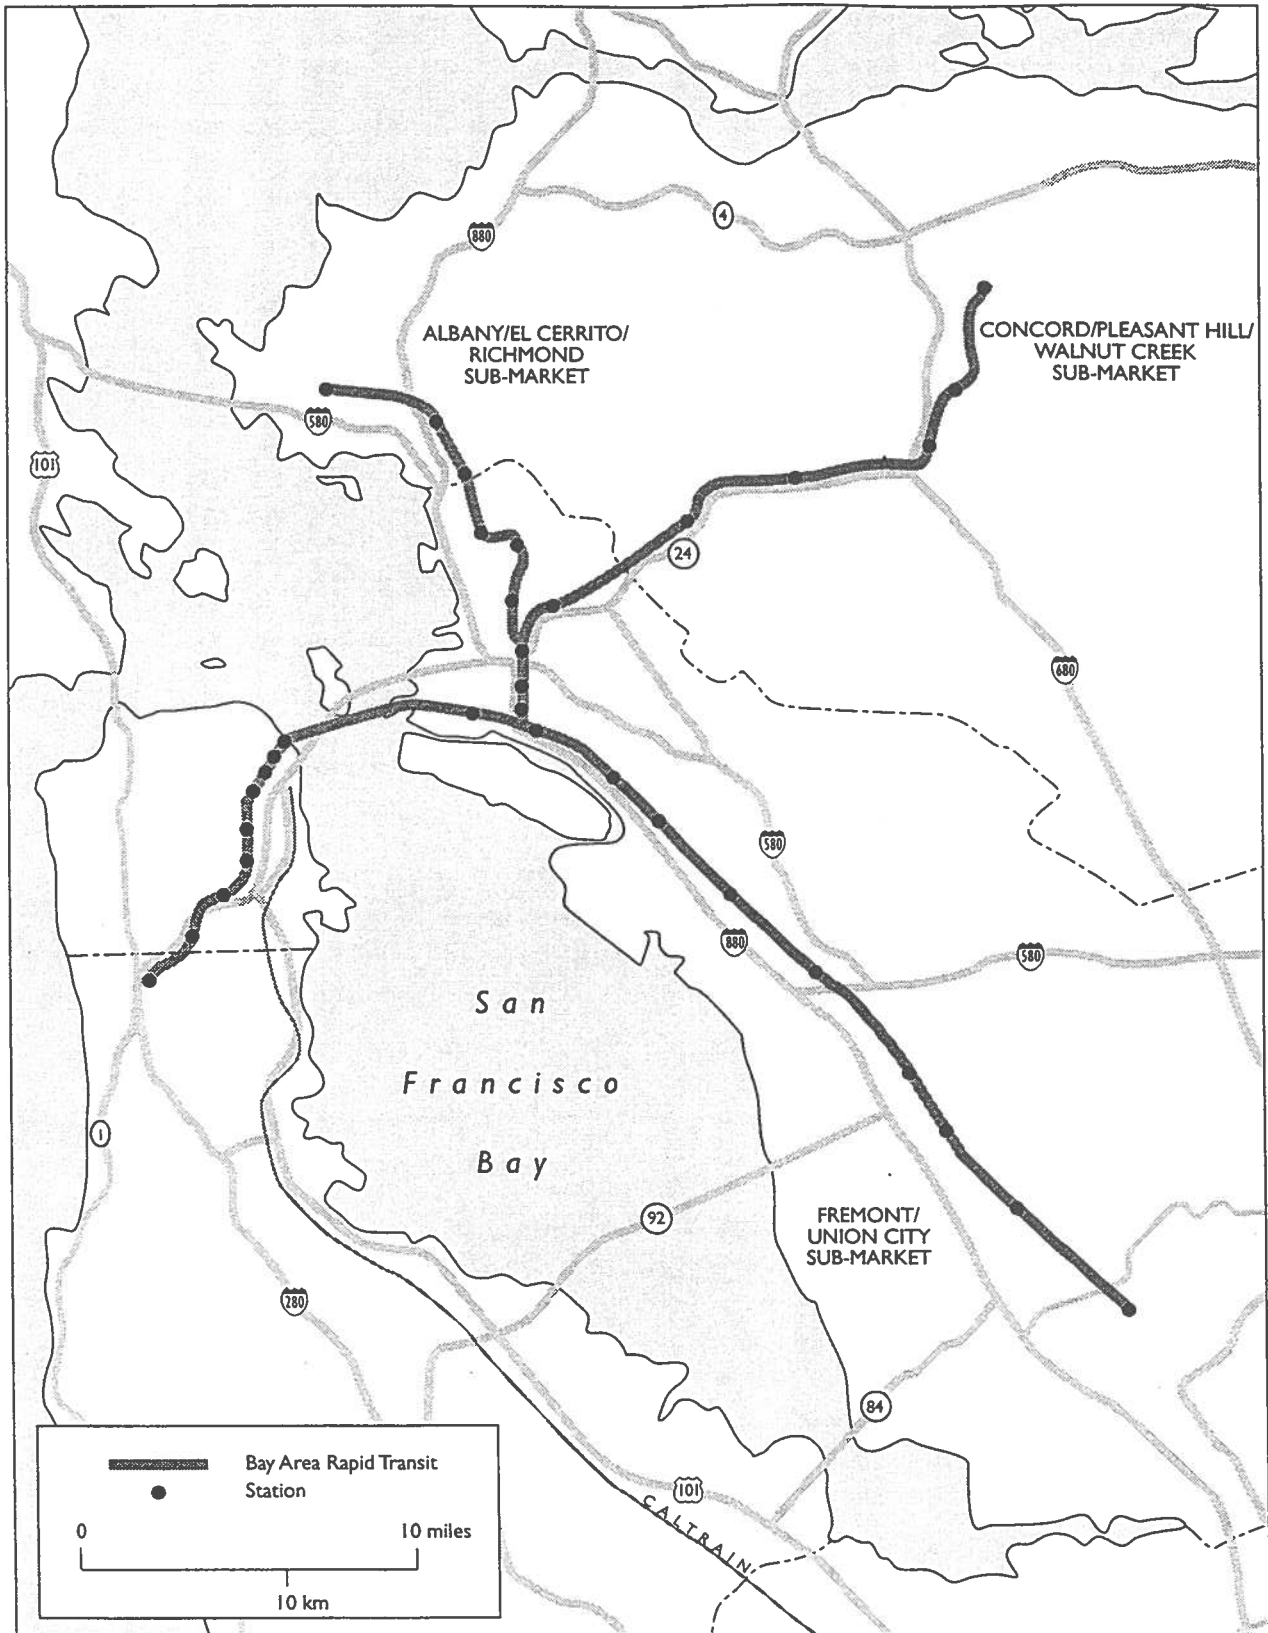 4
880
ALBANY/EL CERRITO/
RICHMOND
SUB-MARKET
CONCORD/PLEASANT HILL/
WALNUT CREEK
SUB-MARKET
580
101
24
680
580
880
580
San
Francisco
Bay
1
92
FREMONT/
UNION CITY
SUB-MARKET
280
84
101
CALTRAIN
Bay Area Rapid Transit
Station
0
10 miles
10 km